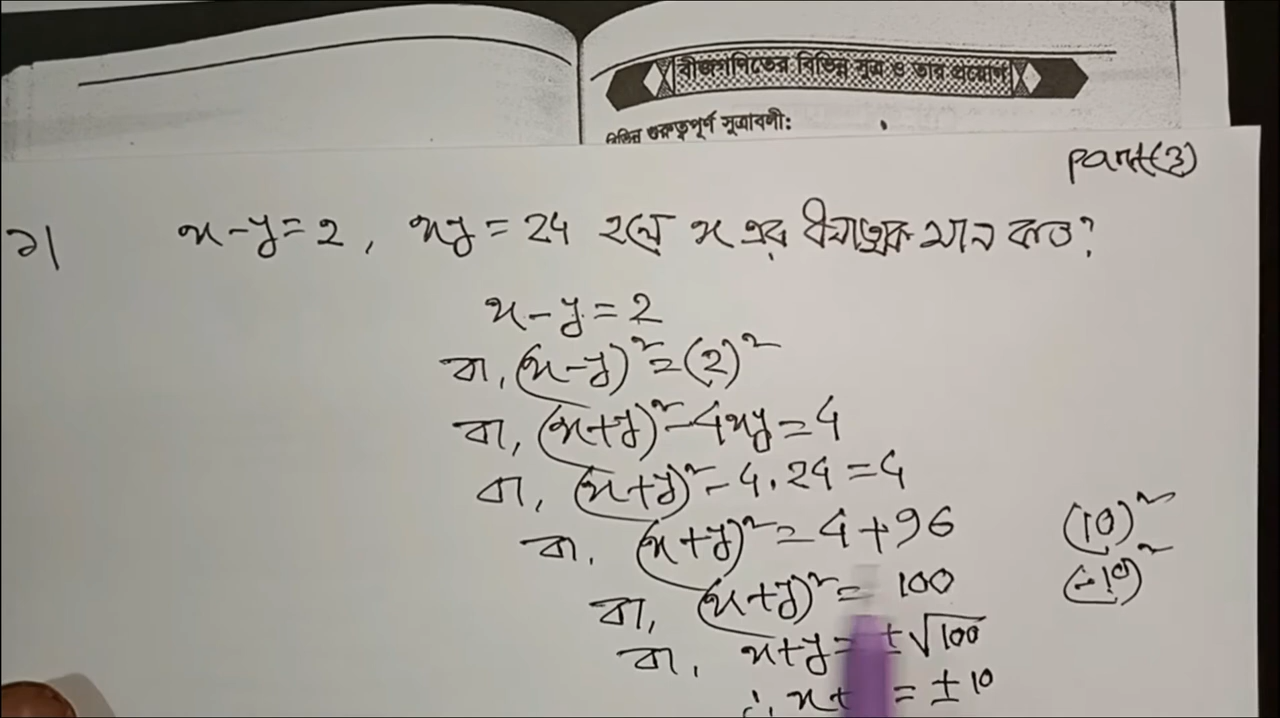 বীজগণিতের বিভিন্ন সূত্র ও তার প্রয়োগ
বিভিন্ন গুরুত্বপূর্ণ সূত্রাবলী:
part(3)
১। x-y=2, xy=24 হলে x এর ধনাত্মক মান কত?
x-y=2
বা, (x-y)²=(2)²
বা, (x+y)²-4xy=4
বা, (x+y)²-4.24=4
বা, (x+y)²=4+96 (10)²
বা, (x+y)²= 100 (-10)²
বা, x+y=±√100
∴ x+ = ±10